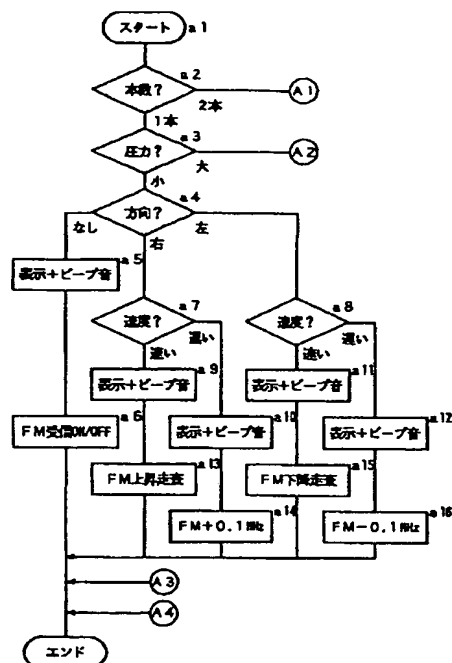 スタート a1
a2
本数? A1
2本
1本
a3
圧力? A2
大
小
a4
方向?
なし 左
右
a5
表示+ビープ音
a7 a8
速度? 速度?
速い 遅い 速い 遅い
a9 a11
表示+ビープ音 表示+ビープ音
a6 a10 a12
FM受信ON/OFF 表示+ビープ音 表示+ビープ音
a13 a15
FM上昇走査 FM下降走査
a14 a16
FM+0.1MHz FM-0.1MHz
A3
A4
エンド